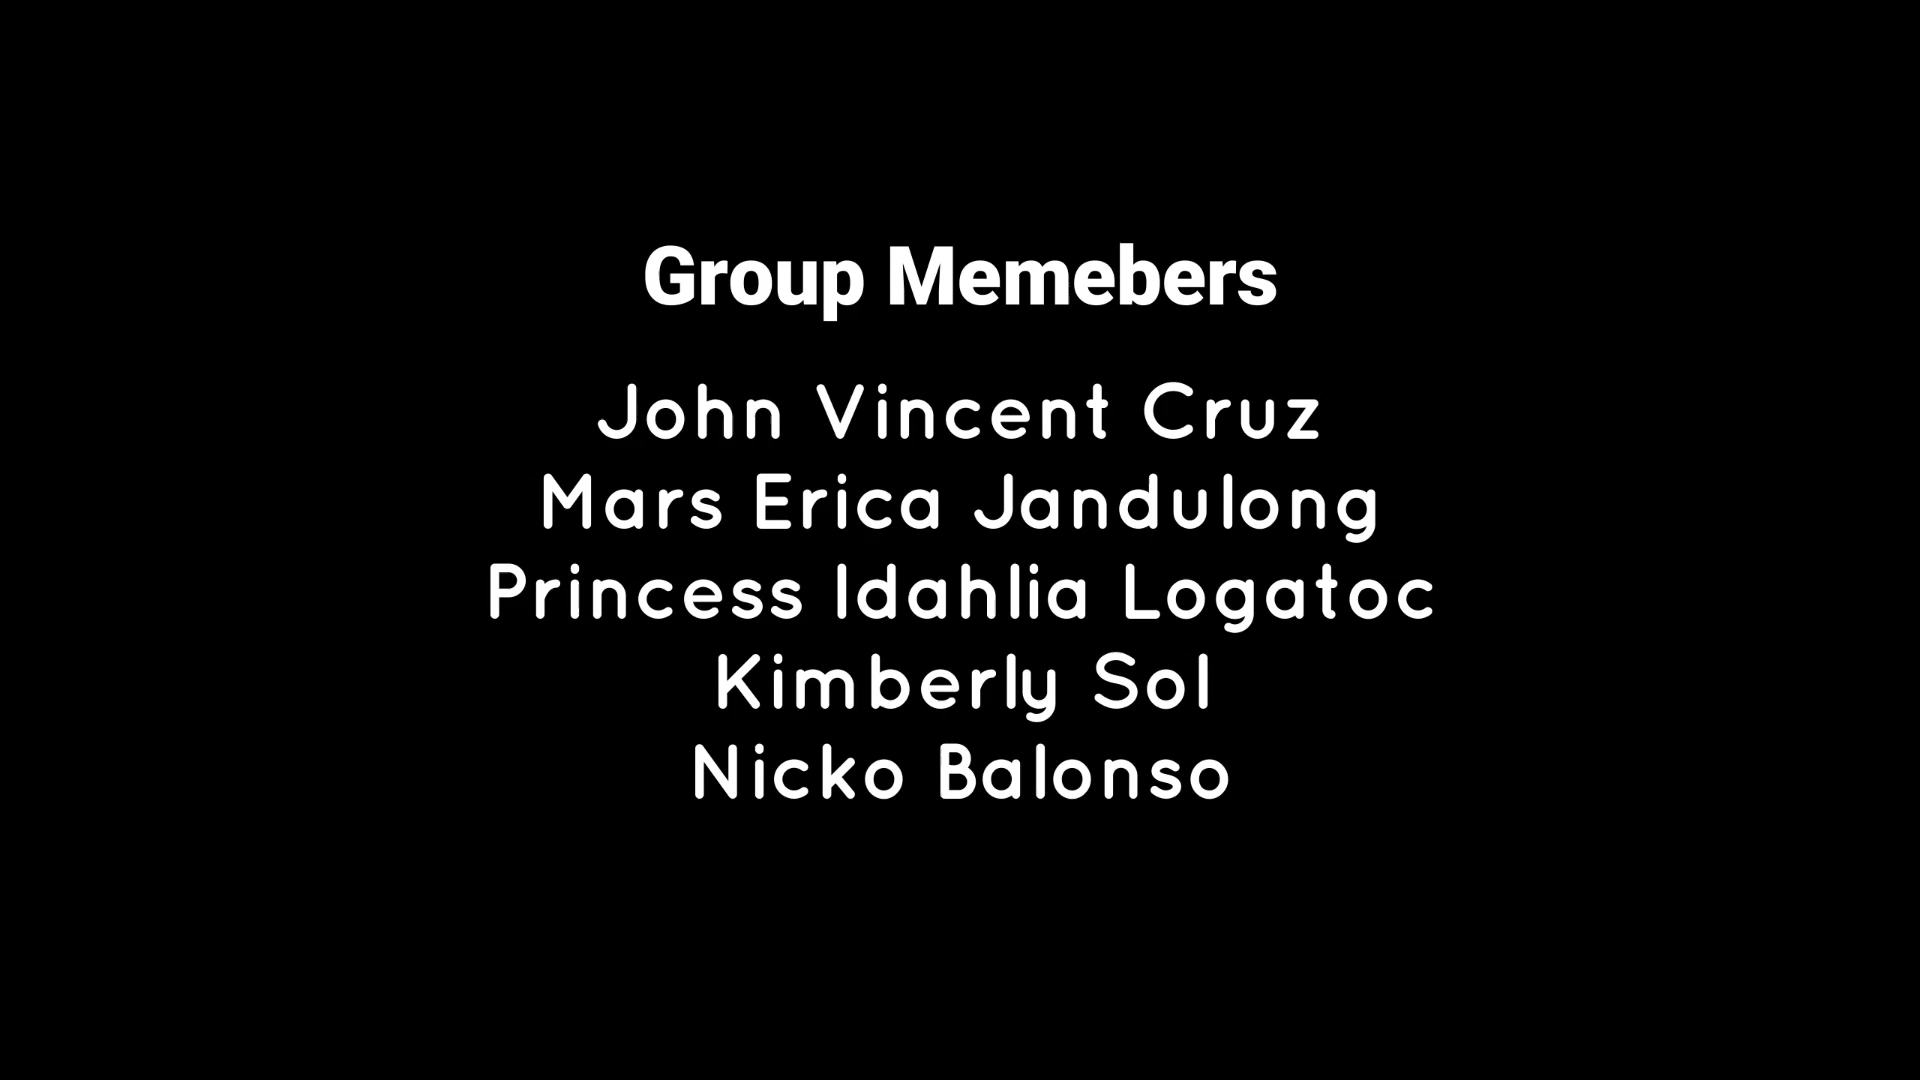 Group Memebers
John Vincent Cruz
Mars Erica Jandulong
Princess Idahlia Logatoc
Kimberly Sol
Nicko Balonso